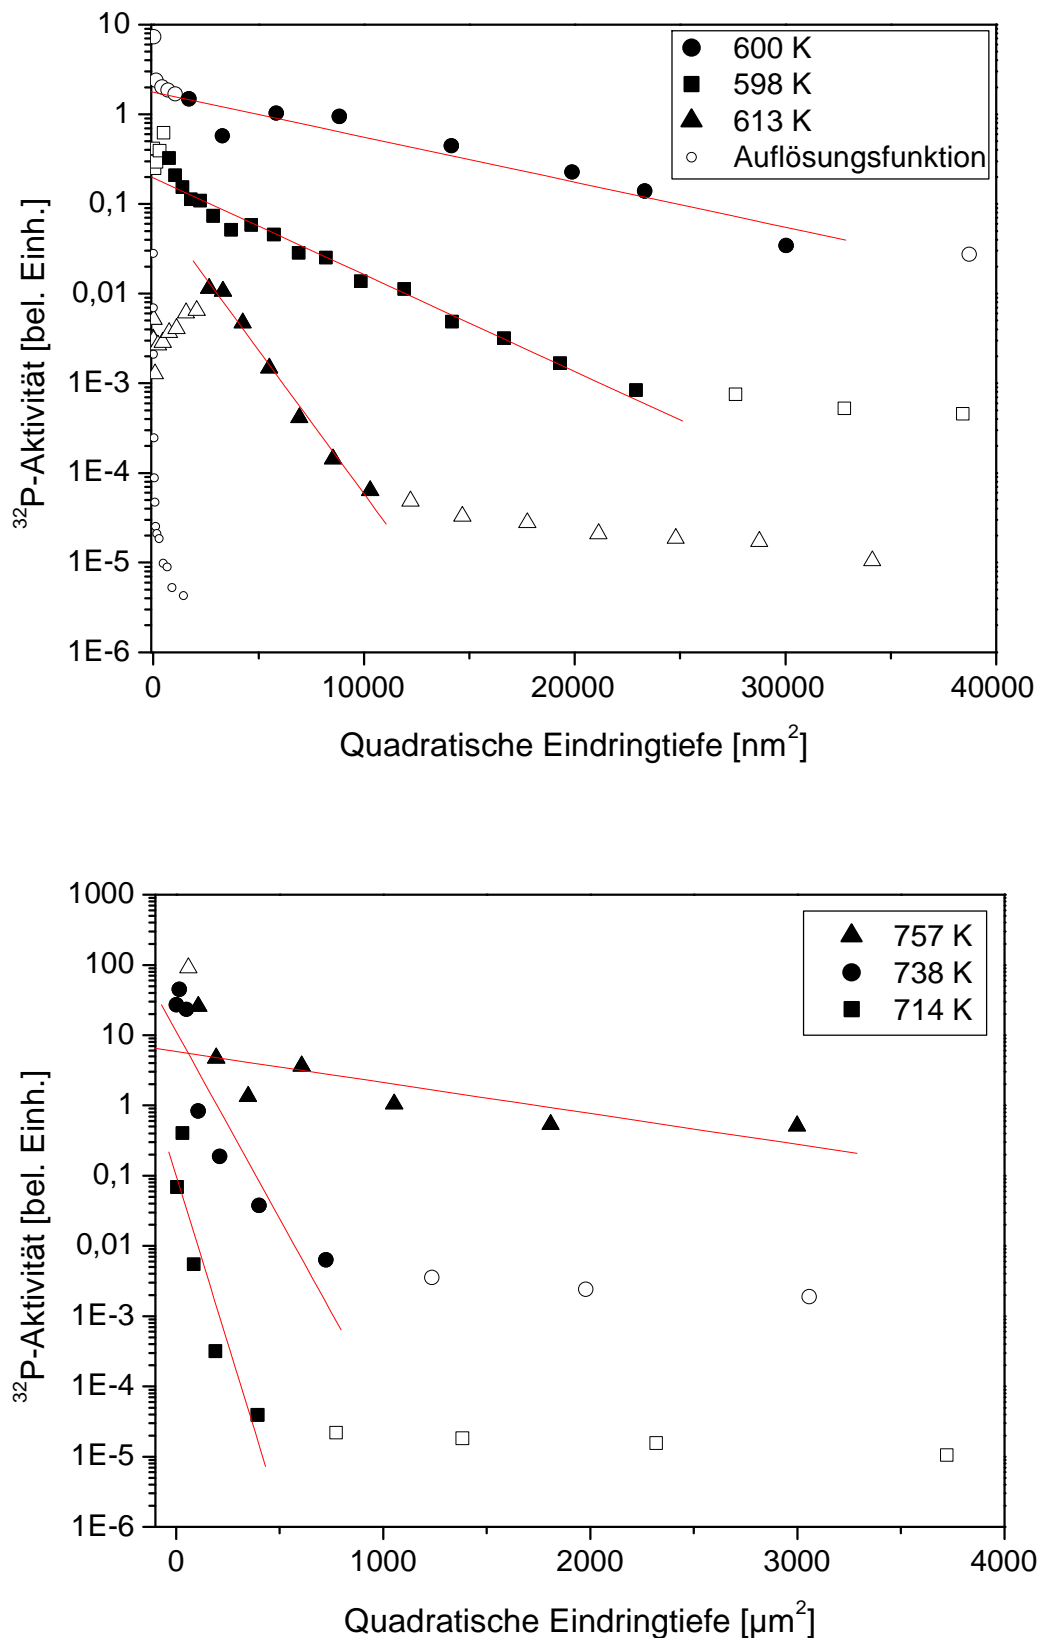 10
1
0,1
0,01
1E-3
1E-4
1E-5
1E-6
³²P-Aktivität [bel. Einh.]
600 K
598 K
613 K
Auflösungsfunktion
0
10000
20000
30000
40000
Quadratische Eindringtiefe [nm²]
1000
100
10
1
0,1
0,01
1E-3
1E-4
1E-5
1E-6
³²P-Aktivität [bel. Einh.]
757 K
738 K
714 K
0
1000
2000
3000
4000
Quadratische Eindringtiefe [µm²]